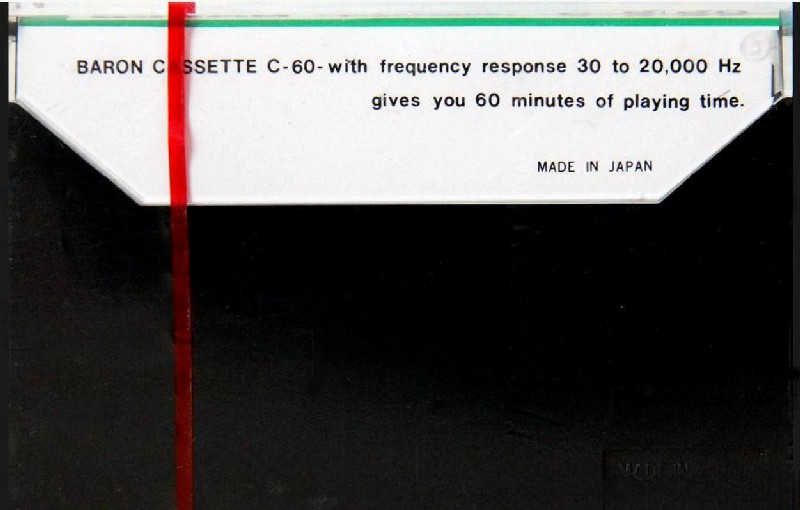 BARON CASSETTE C-60-with frequency response 30 to 20,000 Hz
gives you 60 minutes of playing time.
MADE IN JAPAN